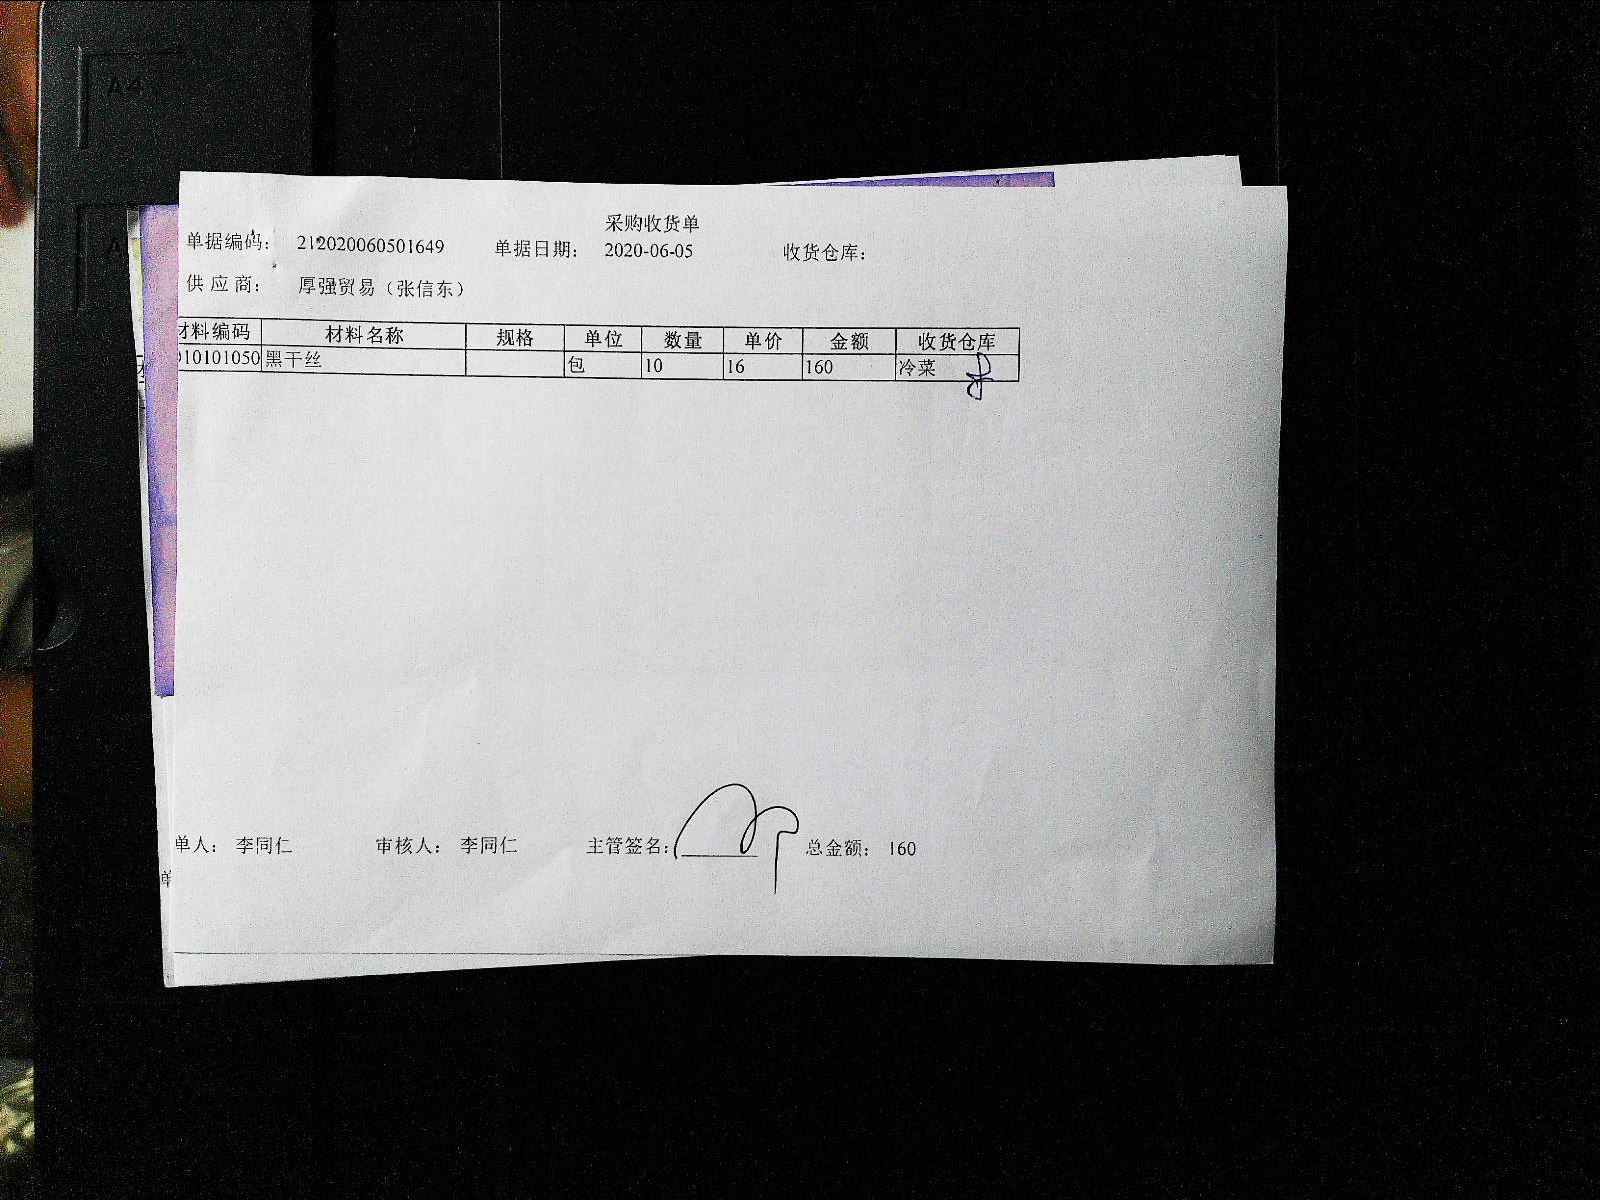 A4
采购收货单
单据编码: 212020060501649 单据日期: 2020-06-05 收货仓库:
供应商: 厚强贸易（张信东）
材料编码 材料名称 规格 单位 数量 单价 金额 收货仓库
010101050 黑干丝 包 10 16 160 冷菜
单人: 李同仁 审核人: 李同仁 主管签名: 总金额: 160
单